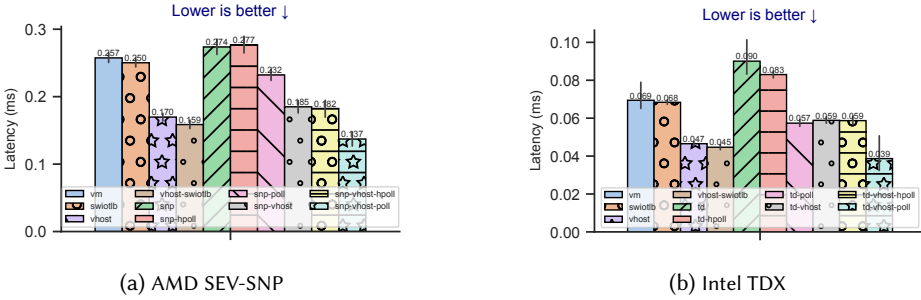 Lower is better ↓
0.3
0.2
0.1
0.0
Latency (ms)
0.257
0.250
0.170
0.159
0.274
0.277
0.232
0.185
0.182
0.137
vm
swiotlb
vhost
vhost-swiotlb
snp
snp-hpoll
snp-poll
snp-vhost
snp-vhost-hpoll
snp-vhost-poll
(a) AMD SEV-SNP
Lower is better ↓
0.10
0.08
0.06
0.04
0.02
0.00
Latency (ms)
0.069
0.068
0.047
0.045
0.090
0.083
0.057
0.059
0.059
0.039
vm
swiotlb
vhost
vhost-swiotlb
td
td-hpoll
td-poll
td-vhost
td-vhost-hpoll
td-vhost-poll
(b) Intel TDX